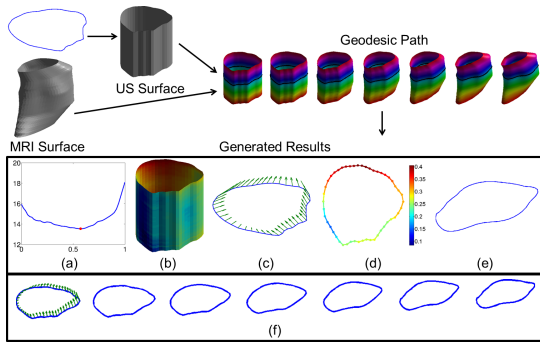 Geodesic Path
US Surface
MRI Surface
Generated Results
20
18
16
14
12
0
0.5
1
(a)
(b)
(c)
(d)
0.4
0.35
0.3
0.25
0.2
0.15
0.1
(e)
(f)